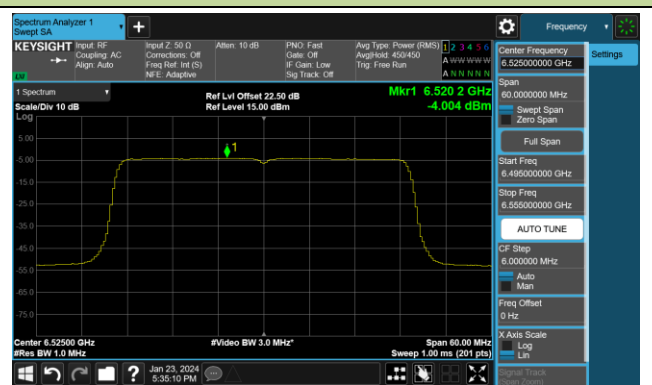 Spectrum Analyzer 1
Swept SA
+
Frequency
KEYSIGHT
Input: RF
Coupling: AC
Align: Auto
Input Z: 50 Ω
Corrections: Off
Freq Ref: Int (S)
NFE: Adaptive
Atten: 10 dB
PNO: Fast
Gate: Off
IF Gain: Low
Sig Track: Off
Avg Type: Power (RMS)
Avg|Hold: 450/450
Trig: Free Run
1 2 3 4 5 6
A W W W W W
A N N N N N
LW
1 Spectrum
Scale/Div 10 dB
Log
Ref Lvl Offset 22.50 dB
Ref Level 15.00 dBm
Mkr1 6.520 2 GHz
-4.004 dBm
1
5.00
-5.00
-15.0
-25.0
-35.0
-45.0
-55.0
-65.0
-75.0
Center 6.52500 GHz
#Res BW 1.0 MHz
#Video BW 3.0 MHz*
Span 60.00 MHz
Sweep 1.00 ms (201 pts)
Center Frequency
6.525000000 GHz
Settings
Span
60.0000000 MHz
Swept Span
Zero Span
Full Span
Start Freq
6.495000000 GHz
Stop Freq
6.555000000 GHz
AUTO TUNE
CF Step
6.000000 MHz
Auto
Man
Freq Offset
0 Hz
X Axis Scale
Log
Lin
Signal Track
(Span Zoom)
?
Jan 23, 2024
5:35:10 PM